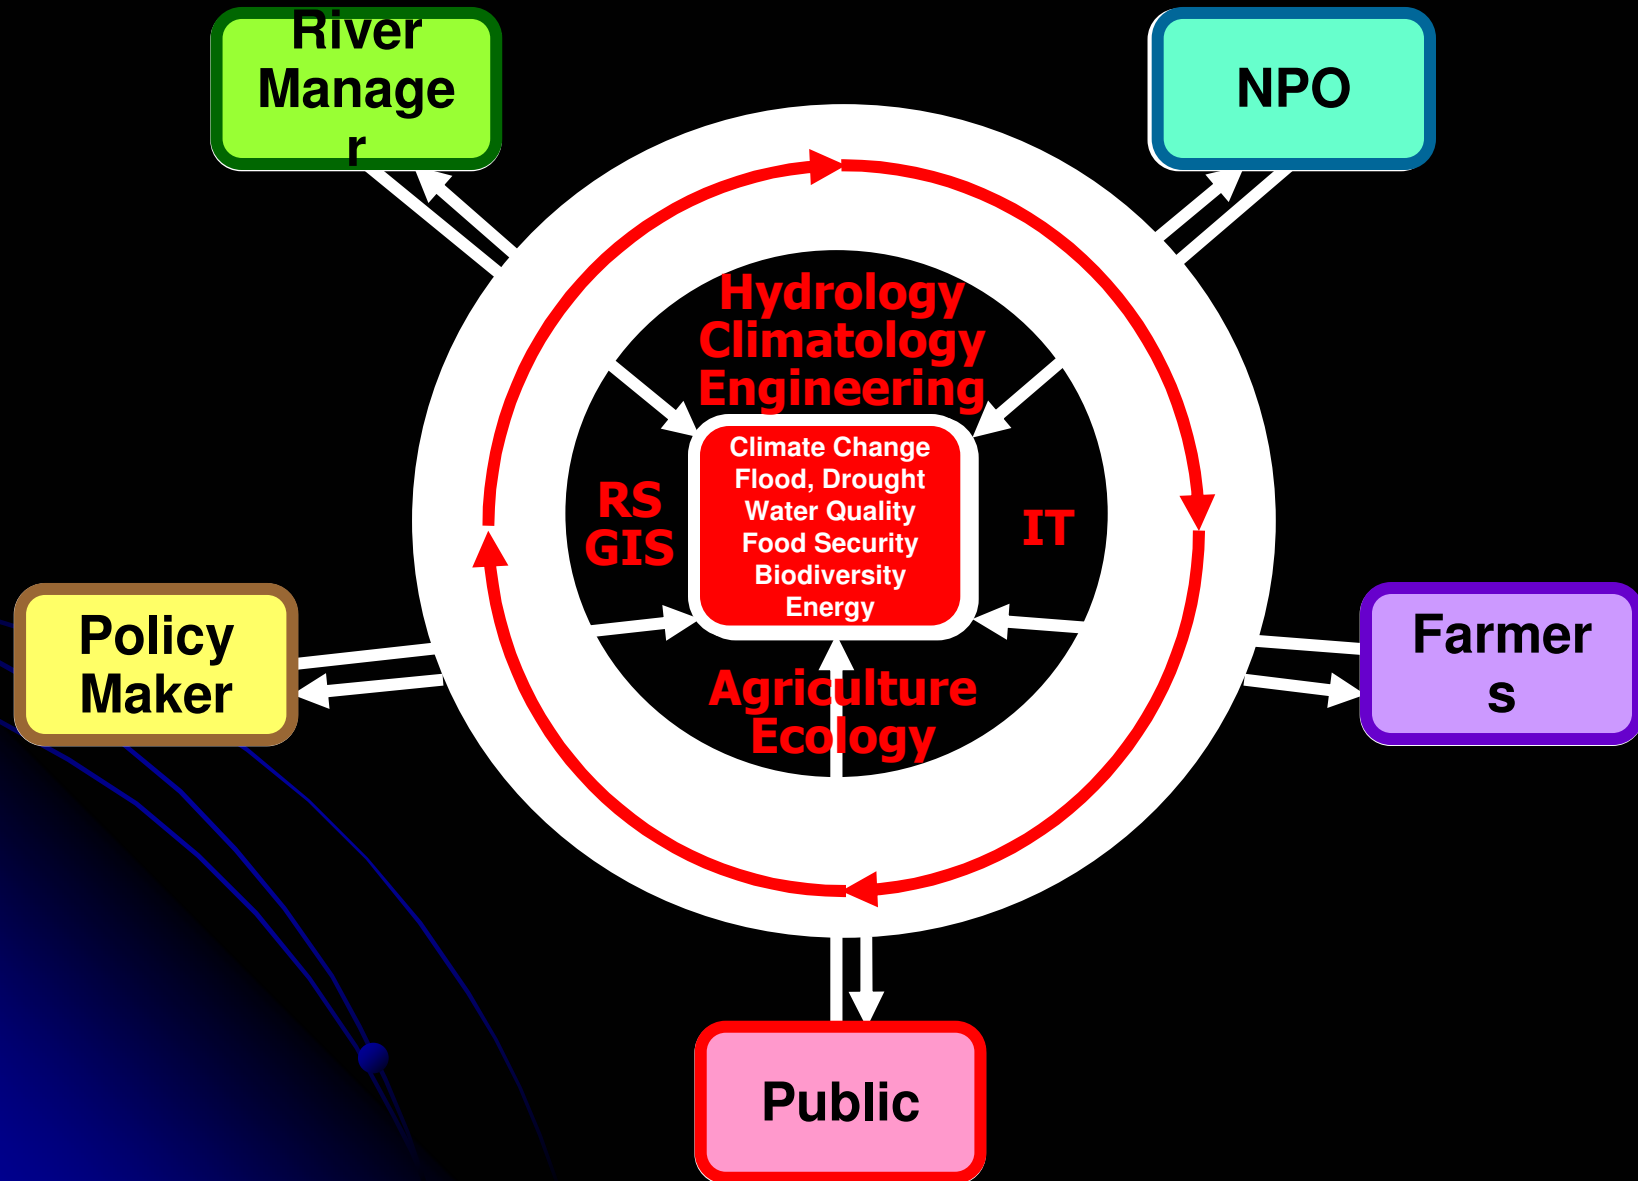 River
Manage
r
NPO
Hydrology
Climatology
Engineering
Climate Change
Flood, Drought
Water Quality
Food Security
Biodiversity
Energy
RS
GIS
IT
Policy
Maker
Farmer
s
Agriculture
Ecology
Public